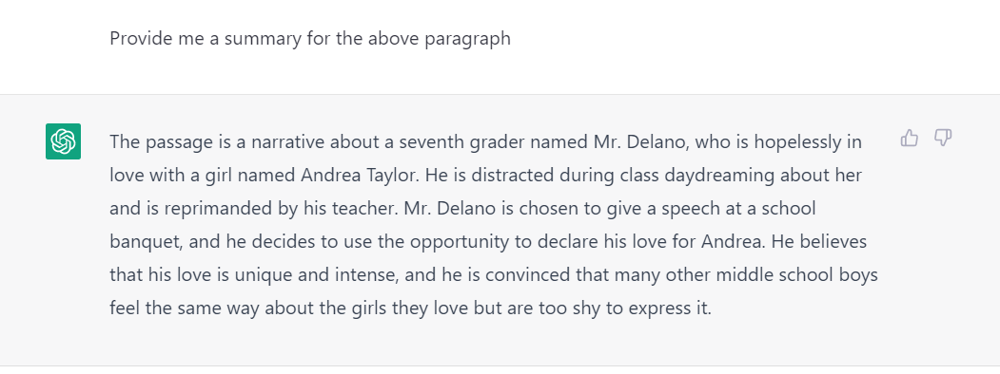 Provide me a summary for the above paragraph
The passage is a narrative about a seventh grader named Mr. Delano, who is hopelessly in
love with a girl named Andrea Taylor. He is distracted during class daydreaming about her
and is reprimanded by his teacher. Mr. Delano is chosen to give a speech at a school
banquet, and he decides to use the opportunity to declare his love for Andrea. He believes
that his love is unique and intense, and he is convinced that many other middle school boys
feel the same way about the girls they love but are too shy to express it.